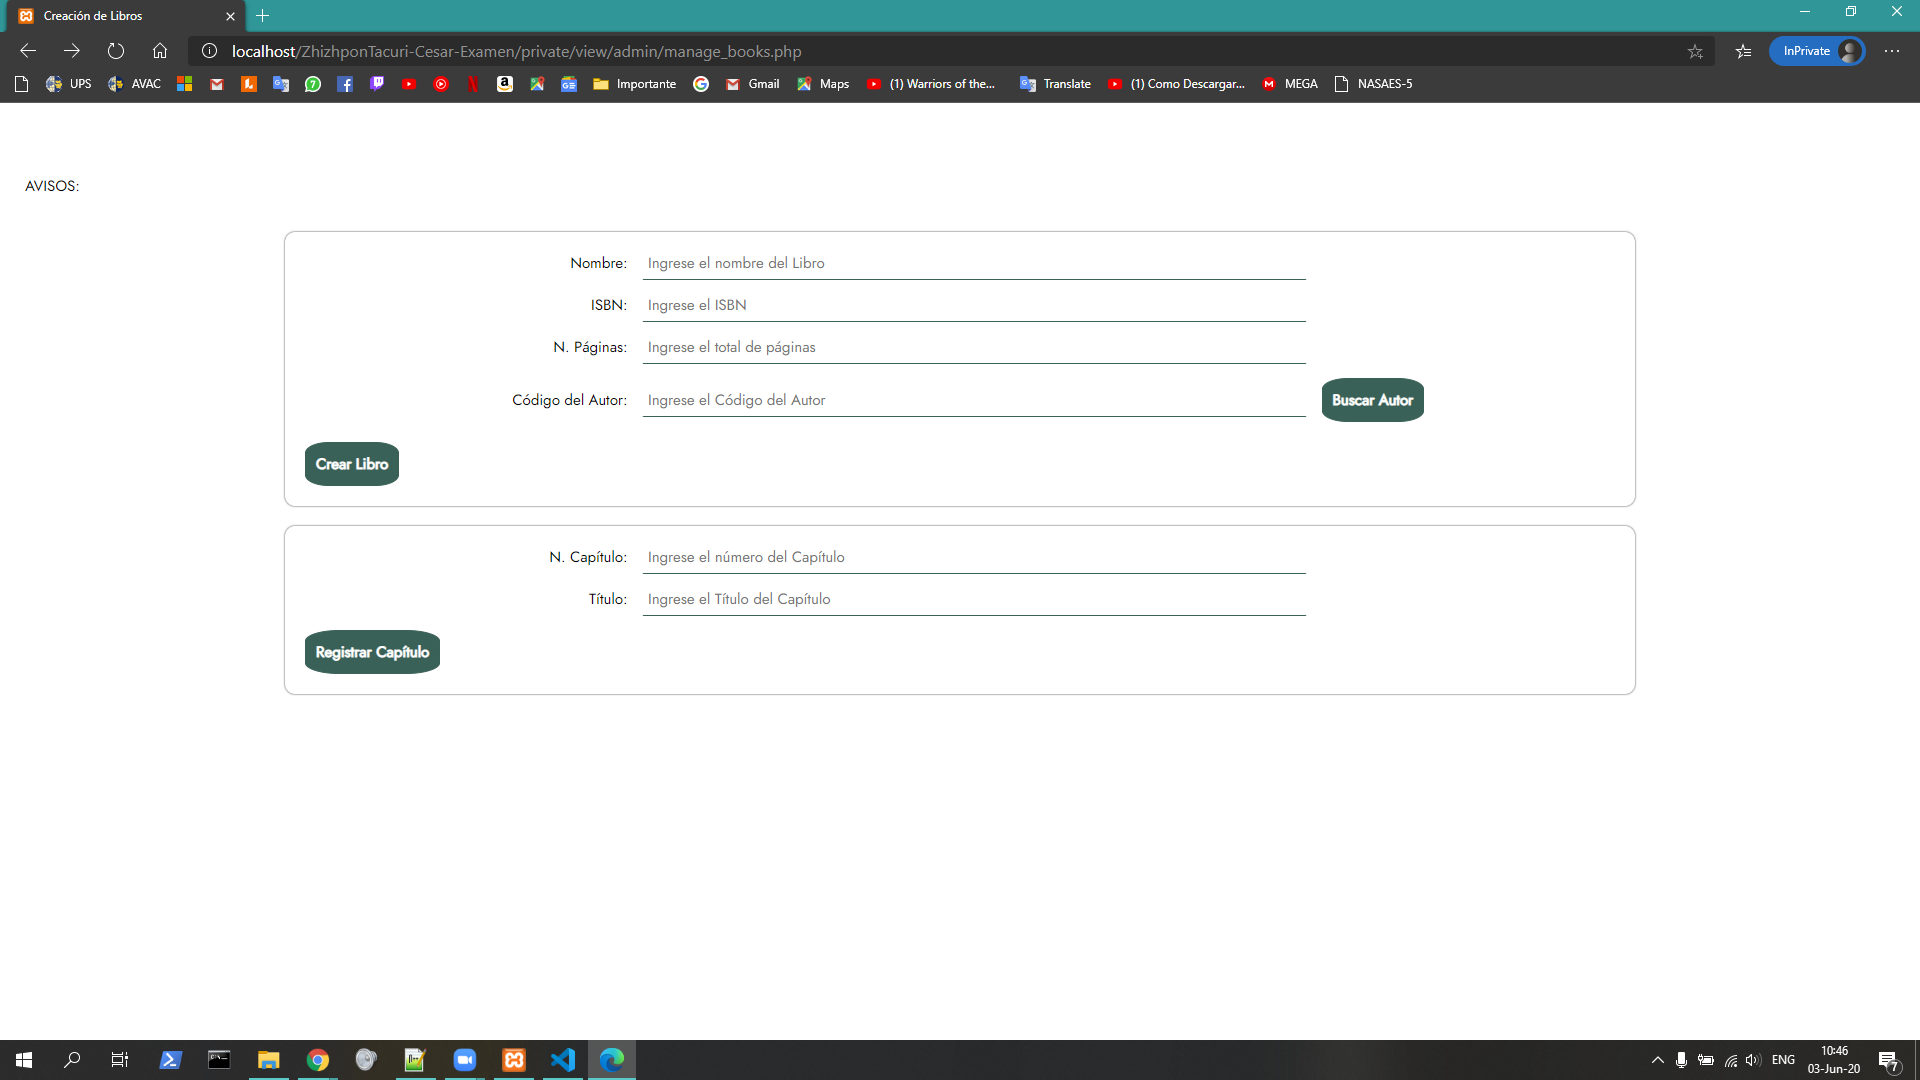 Creación de Libros
localhost/ZhizhponTacuri-Cesar-Examen/private/view/admin/manage_books.php
InPrivate
UPS AVAC Importante Gmail Maps (1) Warriors of the... Translate (1) Como Descargar... MEGA NASAES-5
AVISOS:
Nombre: Ingrese el nombre del Libro
ISBN: Ingrese el ISBN
N. Páginas: Ingrese el total de páginas
Código del Autor: Ingrese el Código del Autor Buscar Autor
Crear Libro
N. Capítulo: Ingrese el número del Capítulo
Título: Ingrese el Título del Capítulo
Registrar Capítulo
ENG
10:46
03-Jun-20
7